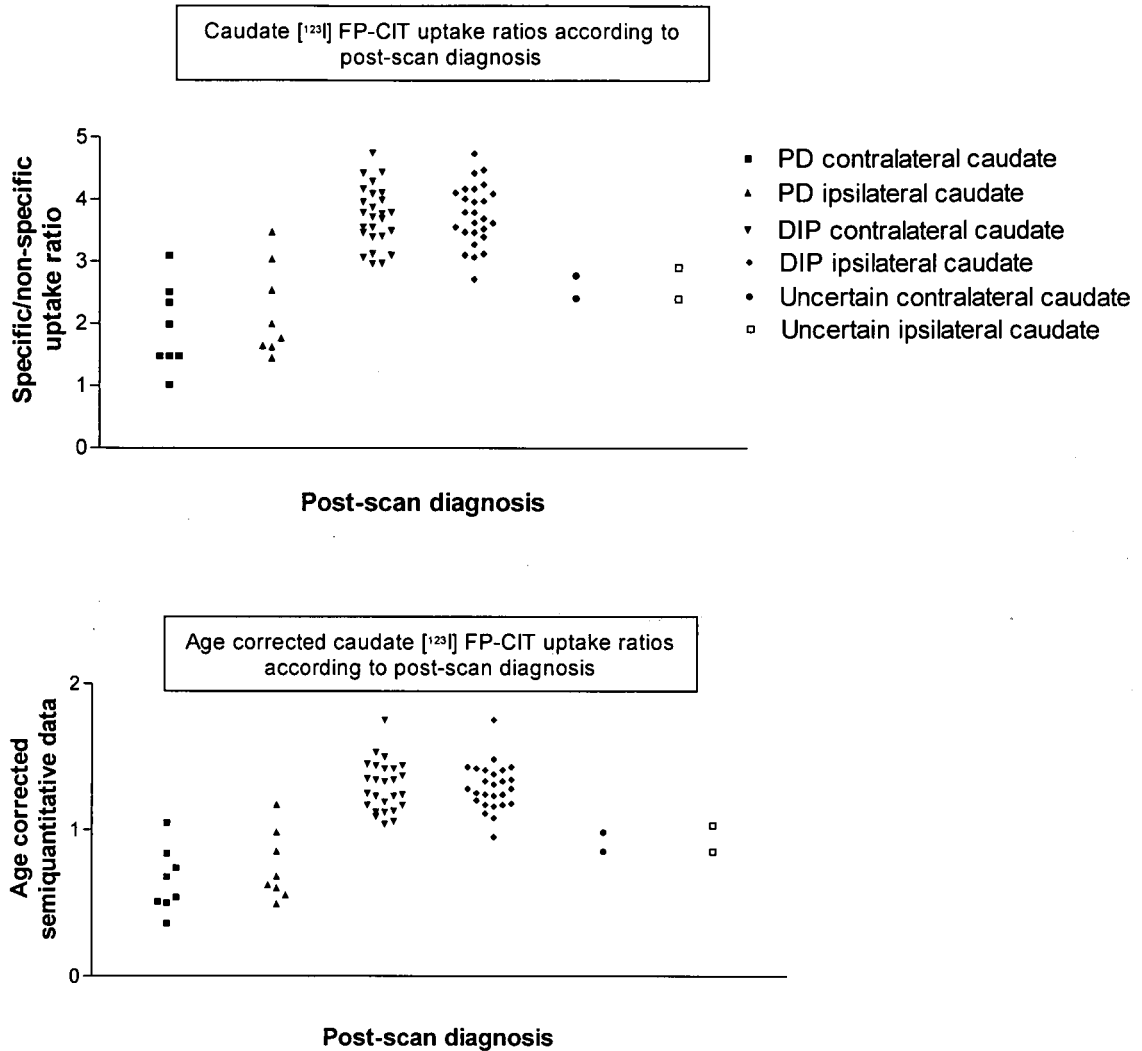 Caudate [¹²³I] FP-CIT uptake ratios according to
post-scan diagnosis
Specific/non-specific
uptake ratio
5
4
3
2
1
0
Post-scan diagnosis
PD contralateral caudate
PD ipsilateral caudate
DIP contralateral caudate
DIP ipsilateral caudate
Uncertain contralateral caudate
Uncertain ipsilateral caudate
Age corrected caudate [¹²³I] FP-CIT uptake ratios
according to post-scan diagnosis
Age corrected
semiquantitative data
2
1
0
Post-scan diagnosis